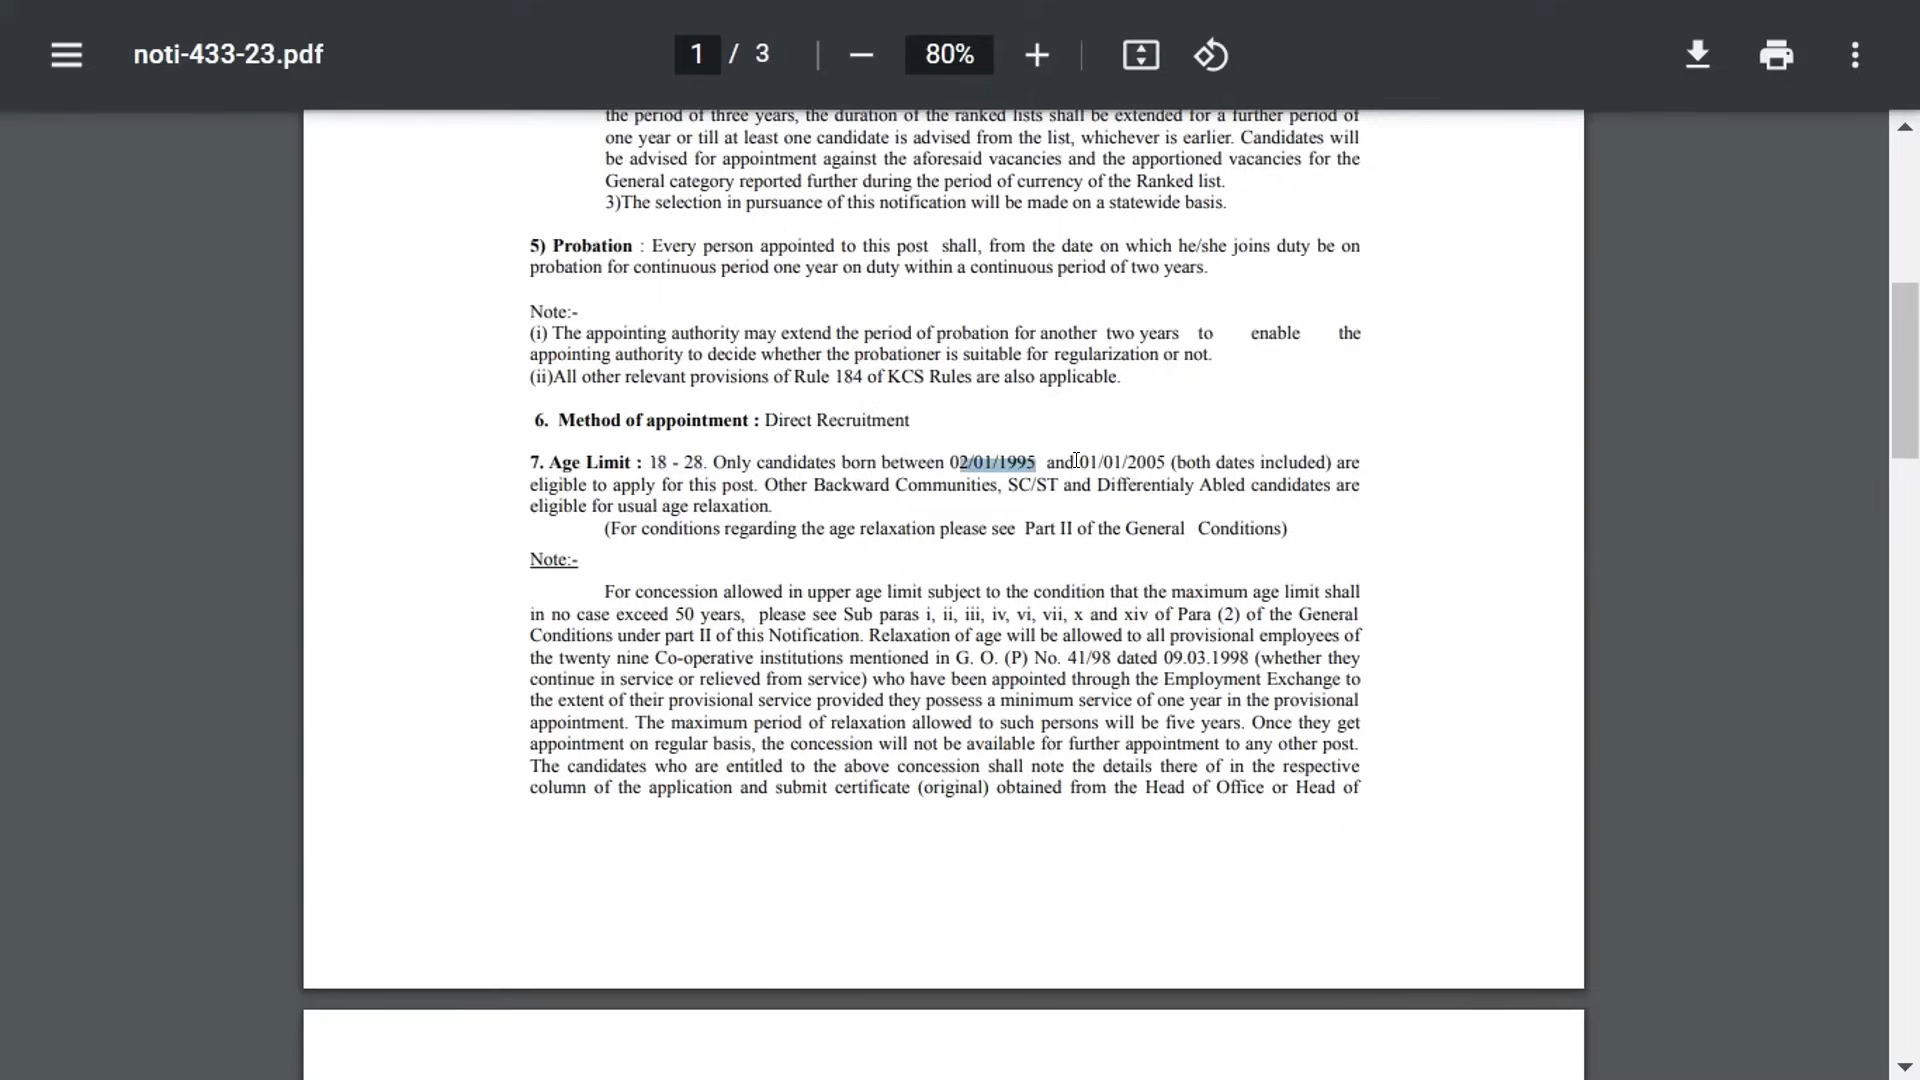 noti-433-23.pdf
1 / 3
80%
the period of three years, the duration of the ranked lists shall be extended for a further period of
one year or till at least one candidate is advised from the list, whichever is earlier. Candidates will
be advised for appointment against the aforesaid vacancies and the apportioned vacancies for the
General category reported further during the period of currency of the Ranked list.
3)The selection in pursuance of this notification will be made on a statewide basis.
5) Probation : Every person appointed to this post shall, from the date on which he/she joins duty be on
probation for continuous period one year on duty within a continuous period of two years.
Note:-
(i) The appointing authority may extend the period of probation for another two years to enable the
appointing authority to decide whether the probationer is suitable for regularization or not.
(ii)All other relevant provisions of Rule 184 of KCS Rules are also applicable.
6. Method of appointment : Direct Recruitment
7. Age Limit : 18 - 28. Only candidates born between 02/01/1995 and 01/01/2005 (both dates included) are
eligible to apply for this post. Other Backward Communities, SC/ST and Differentialy Abled candidates are
eligible for usual age relaxation.
(For conditions regarding the age relaxation please see Part II of the General Conditions)
Note:-
For concession allowed in upper age limit subject to the condition that the maximum age limit shall
in no case exceed 50 years, please see Sub paras i, ii, iii, iv, vi, vii, x and xiv of Para (2) of the General
Conditions under part II of this Notification. Relaxation of age will be allowed to all provisional employees of
the twenty nine Co-operative institutions mentioned in G. O. (P) No. 41/98 dated 09.03.1998 (whether they
continue in service or relieved from service) who have been appointed through the Employment Exchange to
the extent of their provisional service provided they possess a minimum service of one year in the provisional
appointment. The maximum period of relaxation allowed to such persons will be five years. Once they get
appointment on regular basis, the concession will not be available for further appointment to any other post.
The candidates who are entitled to the above concession shall note the details there of in the respective
column of the application and submit certificate (original) obtained from the Head of Office or Head of